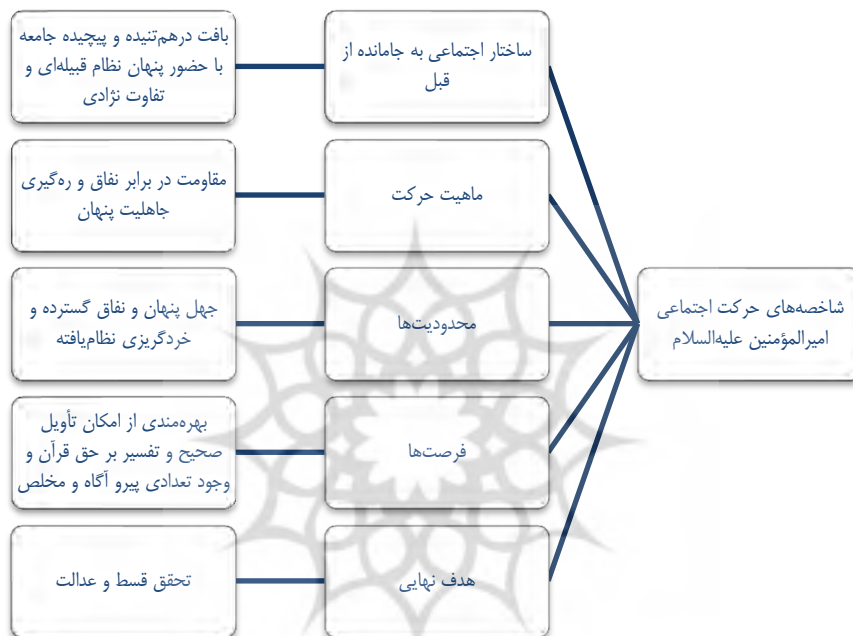 شاخصه‌های حرکت اجتماعی
امیرالمؤمنین علیه‌السلام
ساختار اجتماعی به جامانده از
قبل
بافت درهم‌تنیده و پیچیده جامعه
با حضور پنهان نظام قبیله‌ای و
تفاوت نژادی
ماهیت حرکت
مقاومت در برابر نفاق و ره‌گیری
جاهلیت پنهان
محدودیت‌ها
جهل پنهان و نفاق گسترده و
خردگریزی نظام‌یافته
فرصت‌ها
بهره‌مندی از امکان تأویل
صحیح و تفسیر بر حق قرآن و
وجود تعدادی پیرو آگاه و مخلص
هدف نهایی
تحقق قسط و عدالت